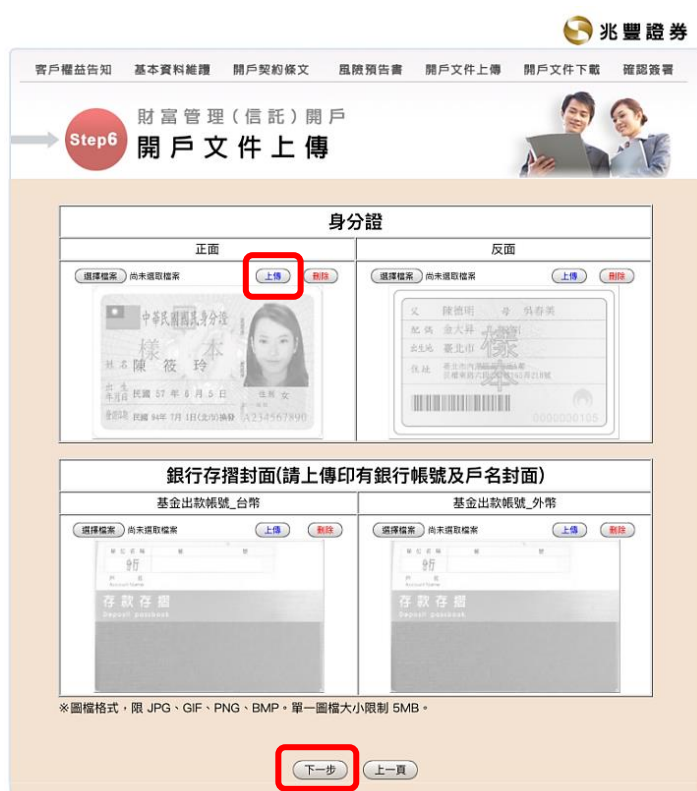 兆豐證券
客戶權益告知 基本資料維護 開戶契約條文 風險預告書 開戶文件上傳 開戶文件下載 確認簽署
Step6
財富管理(信託)開戶
開戶文件上傳
身分證
正面 反面
選擇檔案 尚未選取檔案 上傳 刪除 選擇檔案 尚未選取檔案 上傳 刪除
中華民國國民身分證
樣本
姓名 陳筱玲
出生年月日 民國 57 年 6 月 5 日 性別 女
發證日期 民國 94年 7月 1日(北市)換發 A234567890
父 陳德明 母 林春美
配偶 金大昇
出生地 臺北市
住址
樣本
0090000105
銀行存摺封面(請上傳印有銀行帳號及戶名封面)
基金出款帳號_台幣 基金出款帳號_外幣
選擇檔案 尚未選取檔案 上傳 刪除 選擇檔案 尚未選取檔案 上傳 刪除
存款存摺 存款存摺
Deposit passbook Deposit passbook
※圖檔格式,限 JPG、GIF、PNG、BMP。單一圖檔大小限制 5MB。
下一步 上一頁